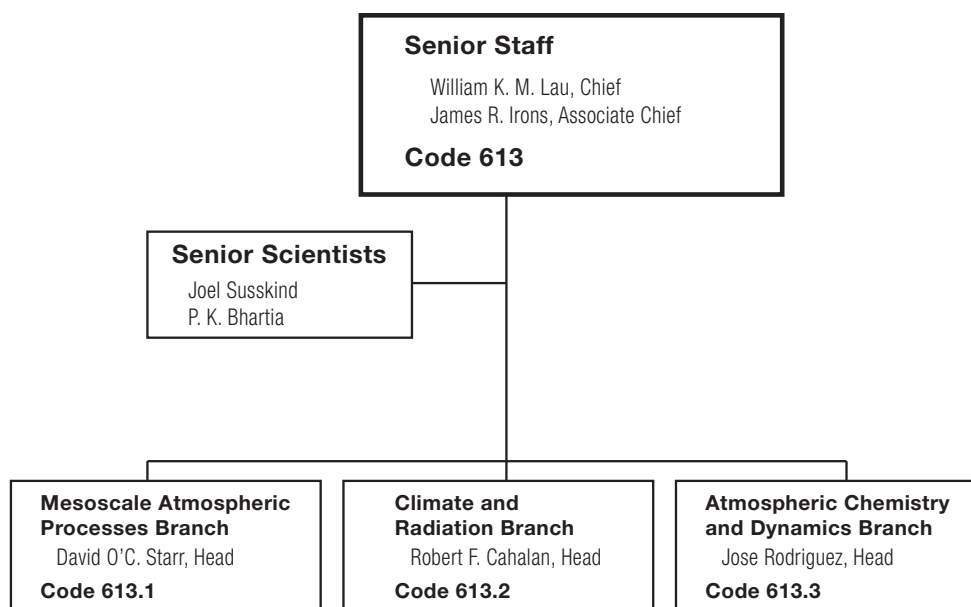 Senior Staff
William K. M. Lau, Chief
James R. Irons, Associate Chief
Code 613
Senior Scientists
Joel Susskind
P. K. Bhartia
Mesoscale Atmospheric
Processes Branch
David O'C. Starr, Head
Code 613.1
Climate and
Radiation Branch
Robert F. Cahalan, Head
Code 613.2
Atmospheric Chemistry
and Dynamics Branch
Jose Rodriguez, Head
Code 613.3